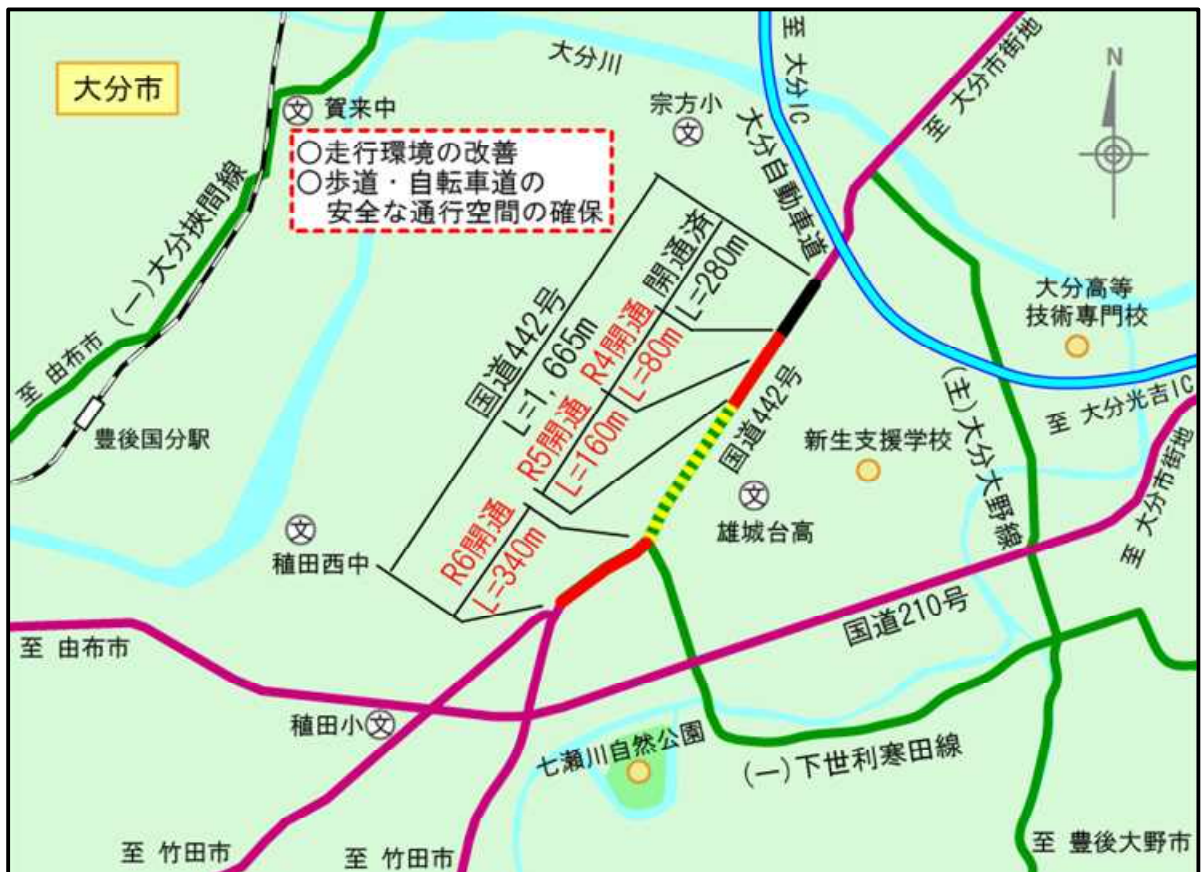 大分市
賀来中
○走行環境の改善
○歩道・自転車道の
安全な通行空間の確保
大分川
宗方小
至 大分IC
大分自動車道
至 大分市街地
N
(一)大分挟間線
至 由布市
豊後国分駅
国道442号
L=1,665m
開通済
L=280m
R4開通
L=80m
R5開通
L=160m
R6開通
L=340m
国道442号
大分高等
技術専門校
至 大分光吉IC
(主)大分大野線
新生支援学校
雄城台高
至 大分市街地
稙田西中
国道210号
至 由布市
稙田小
七瀬川自然公園
(一)下世利寒田線
至 竹田市
至 竹田市
至 豊後大野市
文
文
文
文
文